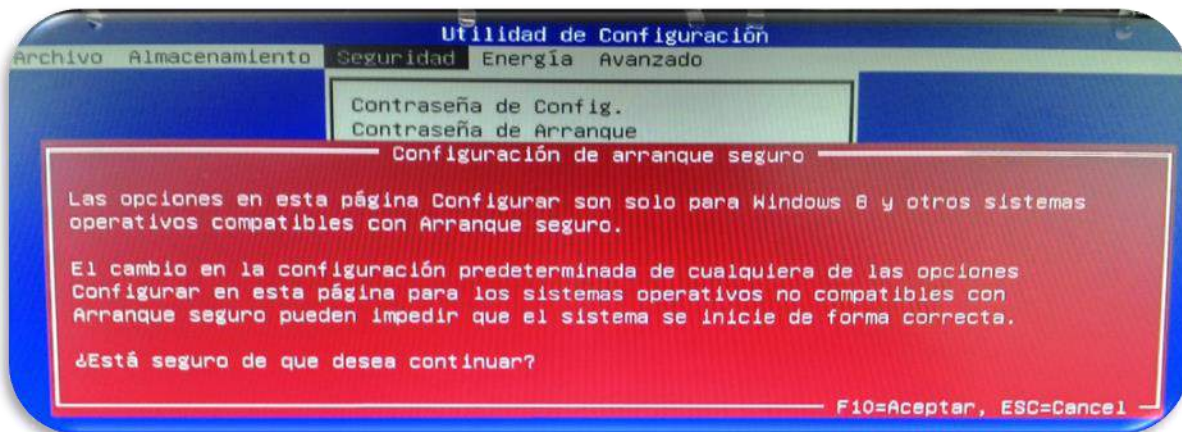 Utilidad de Configuración
Archivo Almacenamiento Seguridad Energía Avanzado
Contraseña de Config.
Contraseña de Arranque
Configuración de arranque seguro
Las opciones en esta página Configurar son solo para Windows 8 y otros sistemas
operativos compatibles con Arranque seguro.
El cambio en la configuración predeterminada de cualquiera de las opciones
Configurar en esta página para los sistemas operativos no compatibles con
Arranque seguro pueden impedir que el sistema se inicie de forma correcta.
¿Está seguro de que desea continuar?
F10=Aceptar, ESC=Cancel